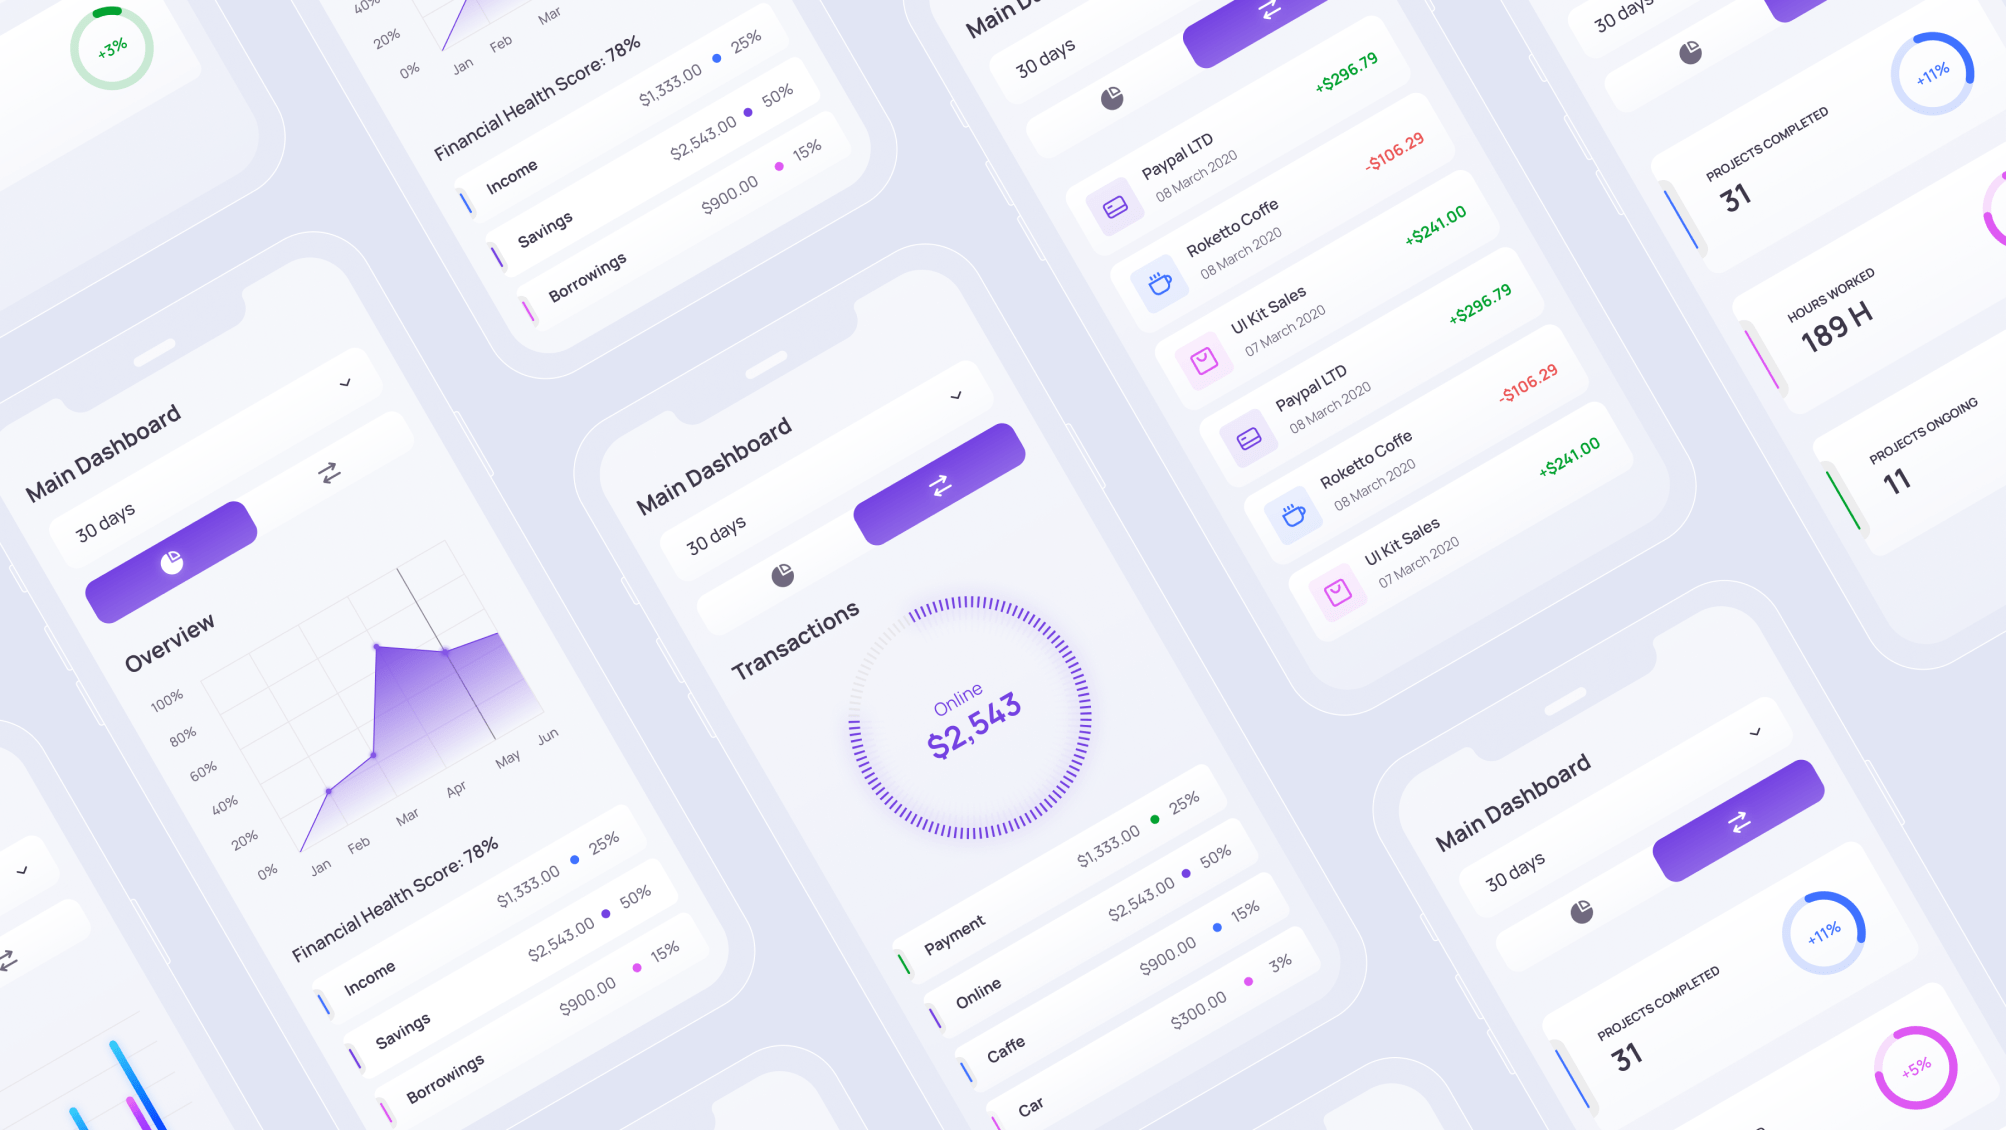 +3%
40%
20%
0%
Jan
Feb
Mar
Financial Health Score: 78%
Income
$1,333.00
25%
Savings
$2,543.00
50%
Borrowings
$900.00
15%
Main Dashboard
30 days
Overview
100%
80%
60%
40%
20%
0%
Jan
Feb
Mar
Apr
May
Jun
Financial Health Score: 78%
Income
$1,333.00
25%
Savings
$2,543.00
50%
Borrowings
$900.00
15%
Main Dashboard
30 days
Transactions
Online
$2,543
Payment
$1,333.00
25%
Online
$2,543.00
50%
Caffe
$900.00
15%
Car
$300.00
3%
30 days
Paypal LTD
08 March 2020
+$296.79
Roketto Coffe
08 March 2020
-$106.29
UI Kit Sales
07 March 2020
+$241.00
Paypal LTD
08 March 2020
+$296.79
Roketto Coffe
08 March 2020
-$106.29
UI Kit Sales
07 March 2020
+$241.00
30 days
PROJECTS COMPLETED
31
+11%
HOURS WORKED
189 H
PROJECTS ONGOING
11
Main Dashboard
30 days
PROJECTS COMPLETED
31
+11%
+5%